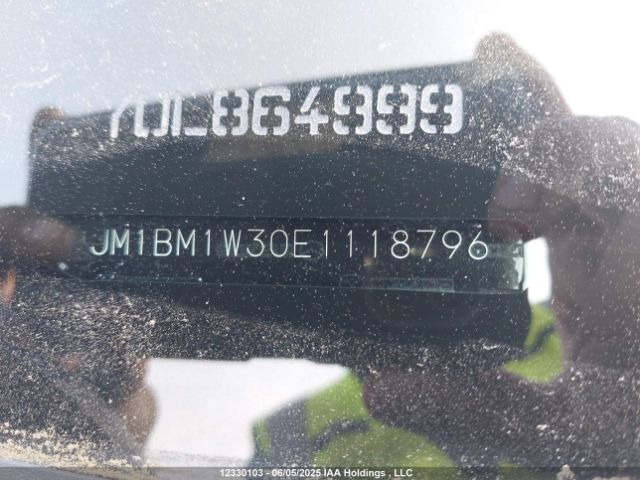 7DL864999
JM1BM1W30E1118796
12330103 - 06/05/2025 IAA Holdings , LLC